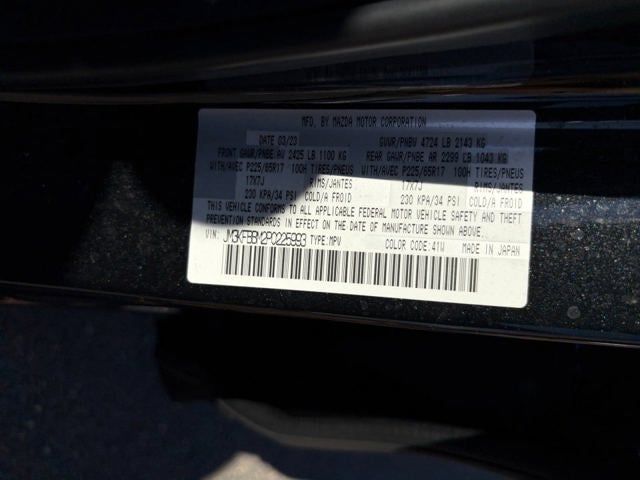 MFD. BY MAZDA MOTOR CORPORATION
DATE 03/23 GVWR/PNBV 4724 LB 2143 KG
FRONT GAWR/PNBE:AV 2425 LB 1100 KG REAR GAWR/PNBE AR 2299 LB 1043 KG
WITH/AVEC P225/65R17 100H TIRES/PNEUS WITH/AVEC P225/65R17 100H TIRES/PNEUS
17X7J RIMS/JANTES 17X7J RIMS/JANTES
230 KPA/34 PSI COLD/A FROID 230 KPA/34 PSI COLD/A FROID
THIS VEHICLE CONFORMS TO ALL APPLICABLE FEDERAL MOTOR VEHICLE SAFETY AND THEFT
PREVENTION STANDARDS IN EFFECT ON THE DATE OF MANUFACTURE SHOWN ABOVE.
VIN: JM3KFBBM2P0225993 TYPE:MPV COLOR CODE:41W MADE IN JAPAN